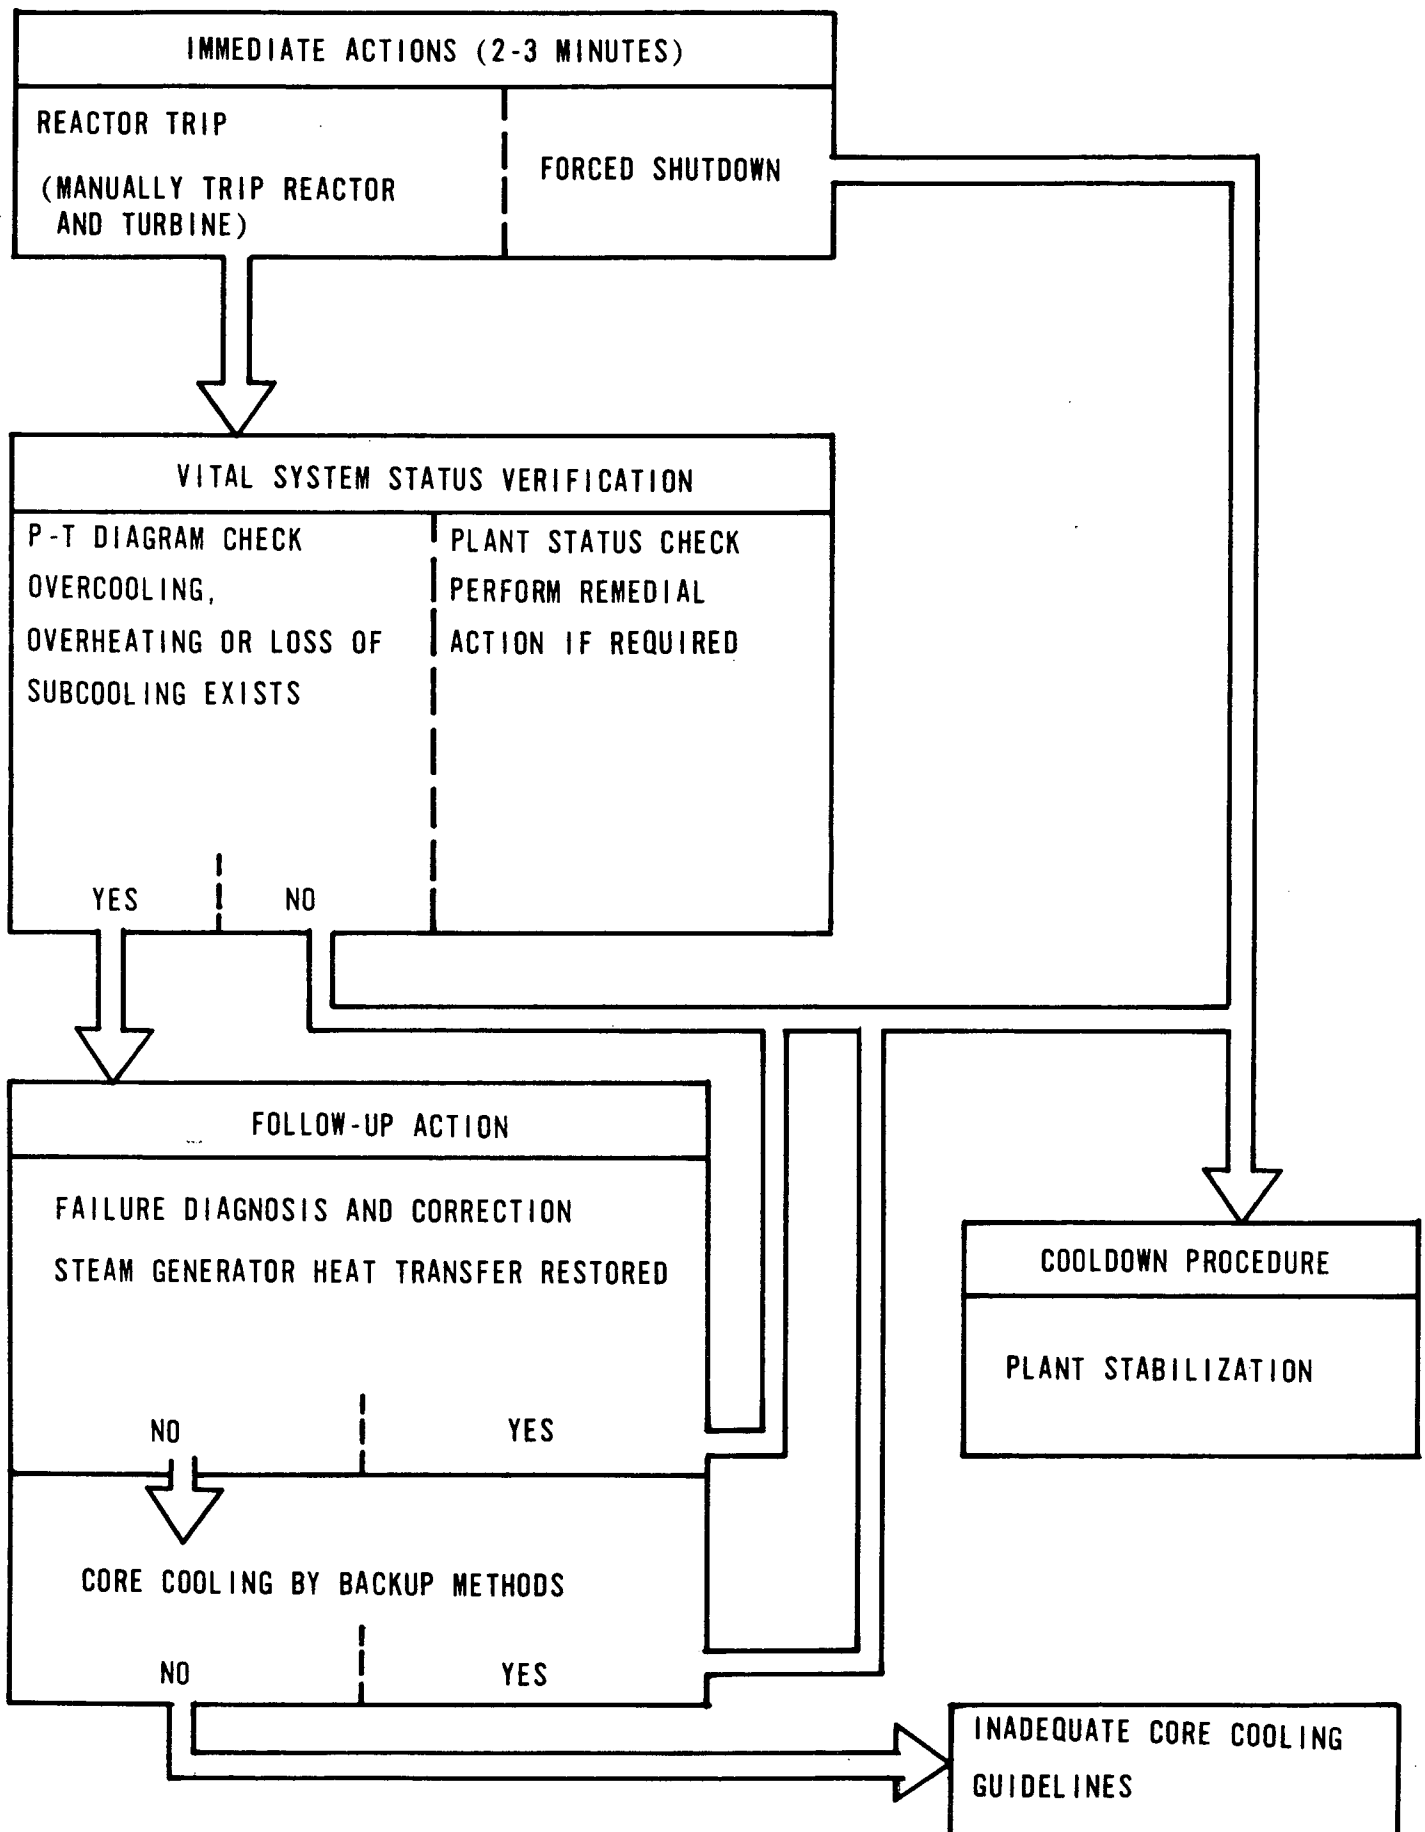 IMMEDIATE ACTIONS (2-3 MINUTES)
REACTOR TRIP
(MANUALLY TRIP REACTOR
AND TURBINE)
FORCED SHUTDOWN
VITAL SYSTEM STATUS VERIFICATION
P-T DIAGRAM CHECK
OVERCOOLING,
OVERHEATING OR LOSS OF
SUBCOOLING EXISTS
YES
NO
PLANT STATUS CHECK
PERFORM REMEDIAL
ACTION IF REQUIRED
FOLLOW-UP ACTION
FAILURE DIAGNOSIS AND CORRECTION
STEAM GENERATOR HEAT TRANSFER RESTORED
NO
YES
CORE COOLING BY BACKUP METHODS
NO
YES
COOLDOWN PROCEDURE
PLANT STABILIZATION
INADEQUATE CORE COOLING
GUIDELINES